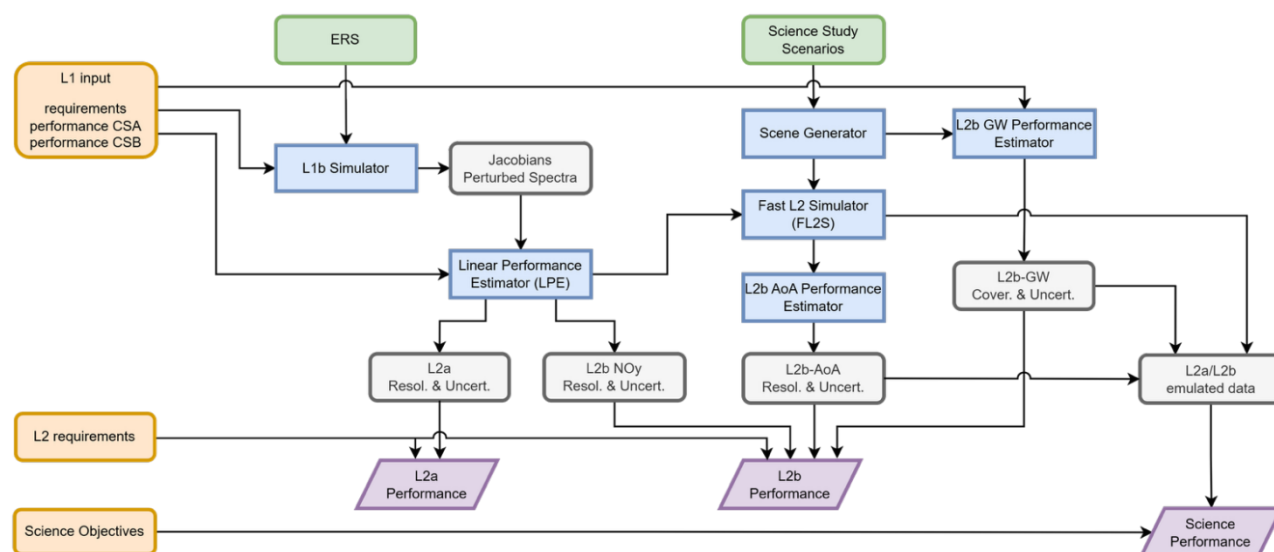 ERS
Science Study
Scenarios
L1 input
requirements
performance CSA
performance CSB
Scene Generator
L2b GW Performance
Estimator
L1b Simulator
Jacobians
Perturbed Spectra
Fast L2 Simulator
(FL2S)
Linear Performance
Estimator (LPE)
L2b AoA Performance
Estimator
L2b-GW
Cover. & Uncert.
L2a
Resol. & Uncert.
L2b NOy
Resol. & Uncert.
L2b-AoA
Resol. & Uncert.
L2a/L2b
emulated data
L2 requirements
L2a
Performance
L2b
Performance
Science Objectives
Science
Performance